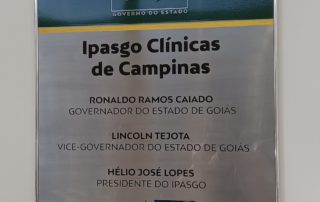 GOVERNO DO ESTADO
Ipasgo Clínicas
de Campinas
RONALDO RAMOS CAIADO
GOVERNADOR DO ESTADO DE GOIÁS
LINCOLN TEJOTA
VICE-GOVERNADOR DO ESTADO DE GOIÁS
HÉLIO JOSÉ LOPES
PRESIDENTE DO IPASGO